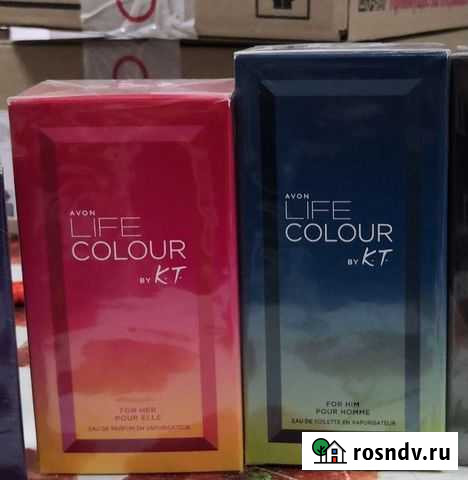 AVON
LIFE
COLOUR
BY K.T.
FOR HER
POUR ELLE
EAU DE PARFUM EN VAPORISATEUR
AVON
LIFE
COLOUR
BY K.T.
FOR HIM
POUR HOMME
EAU DE TOILETTE EN VAPORISATEUR
rosndv.ru